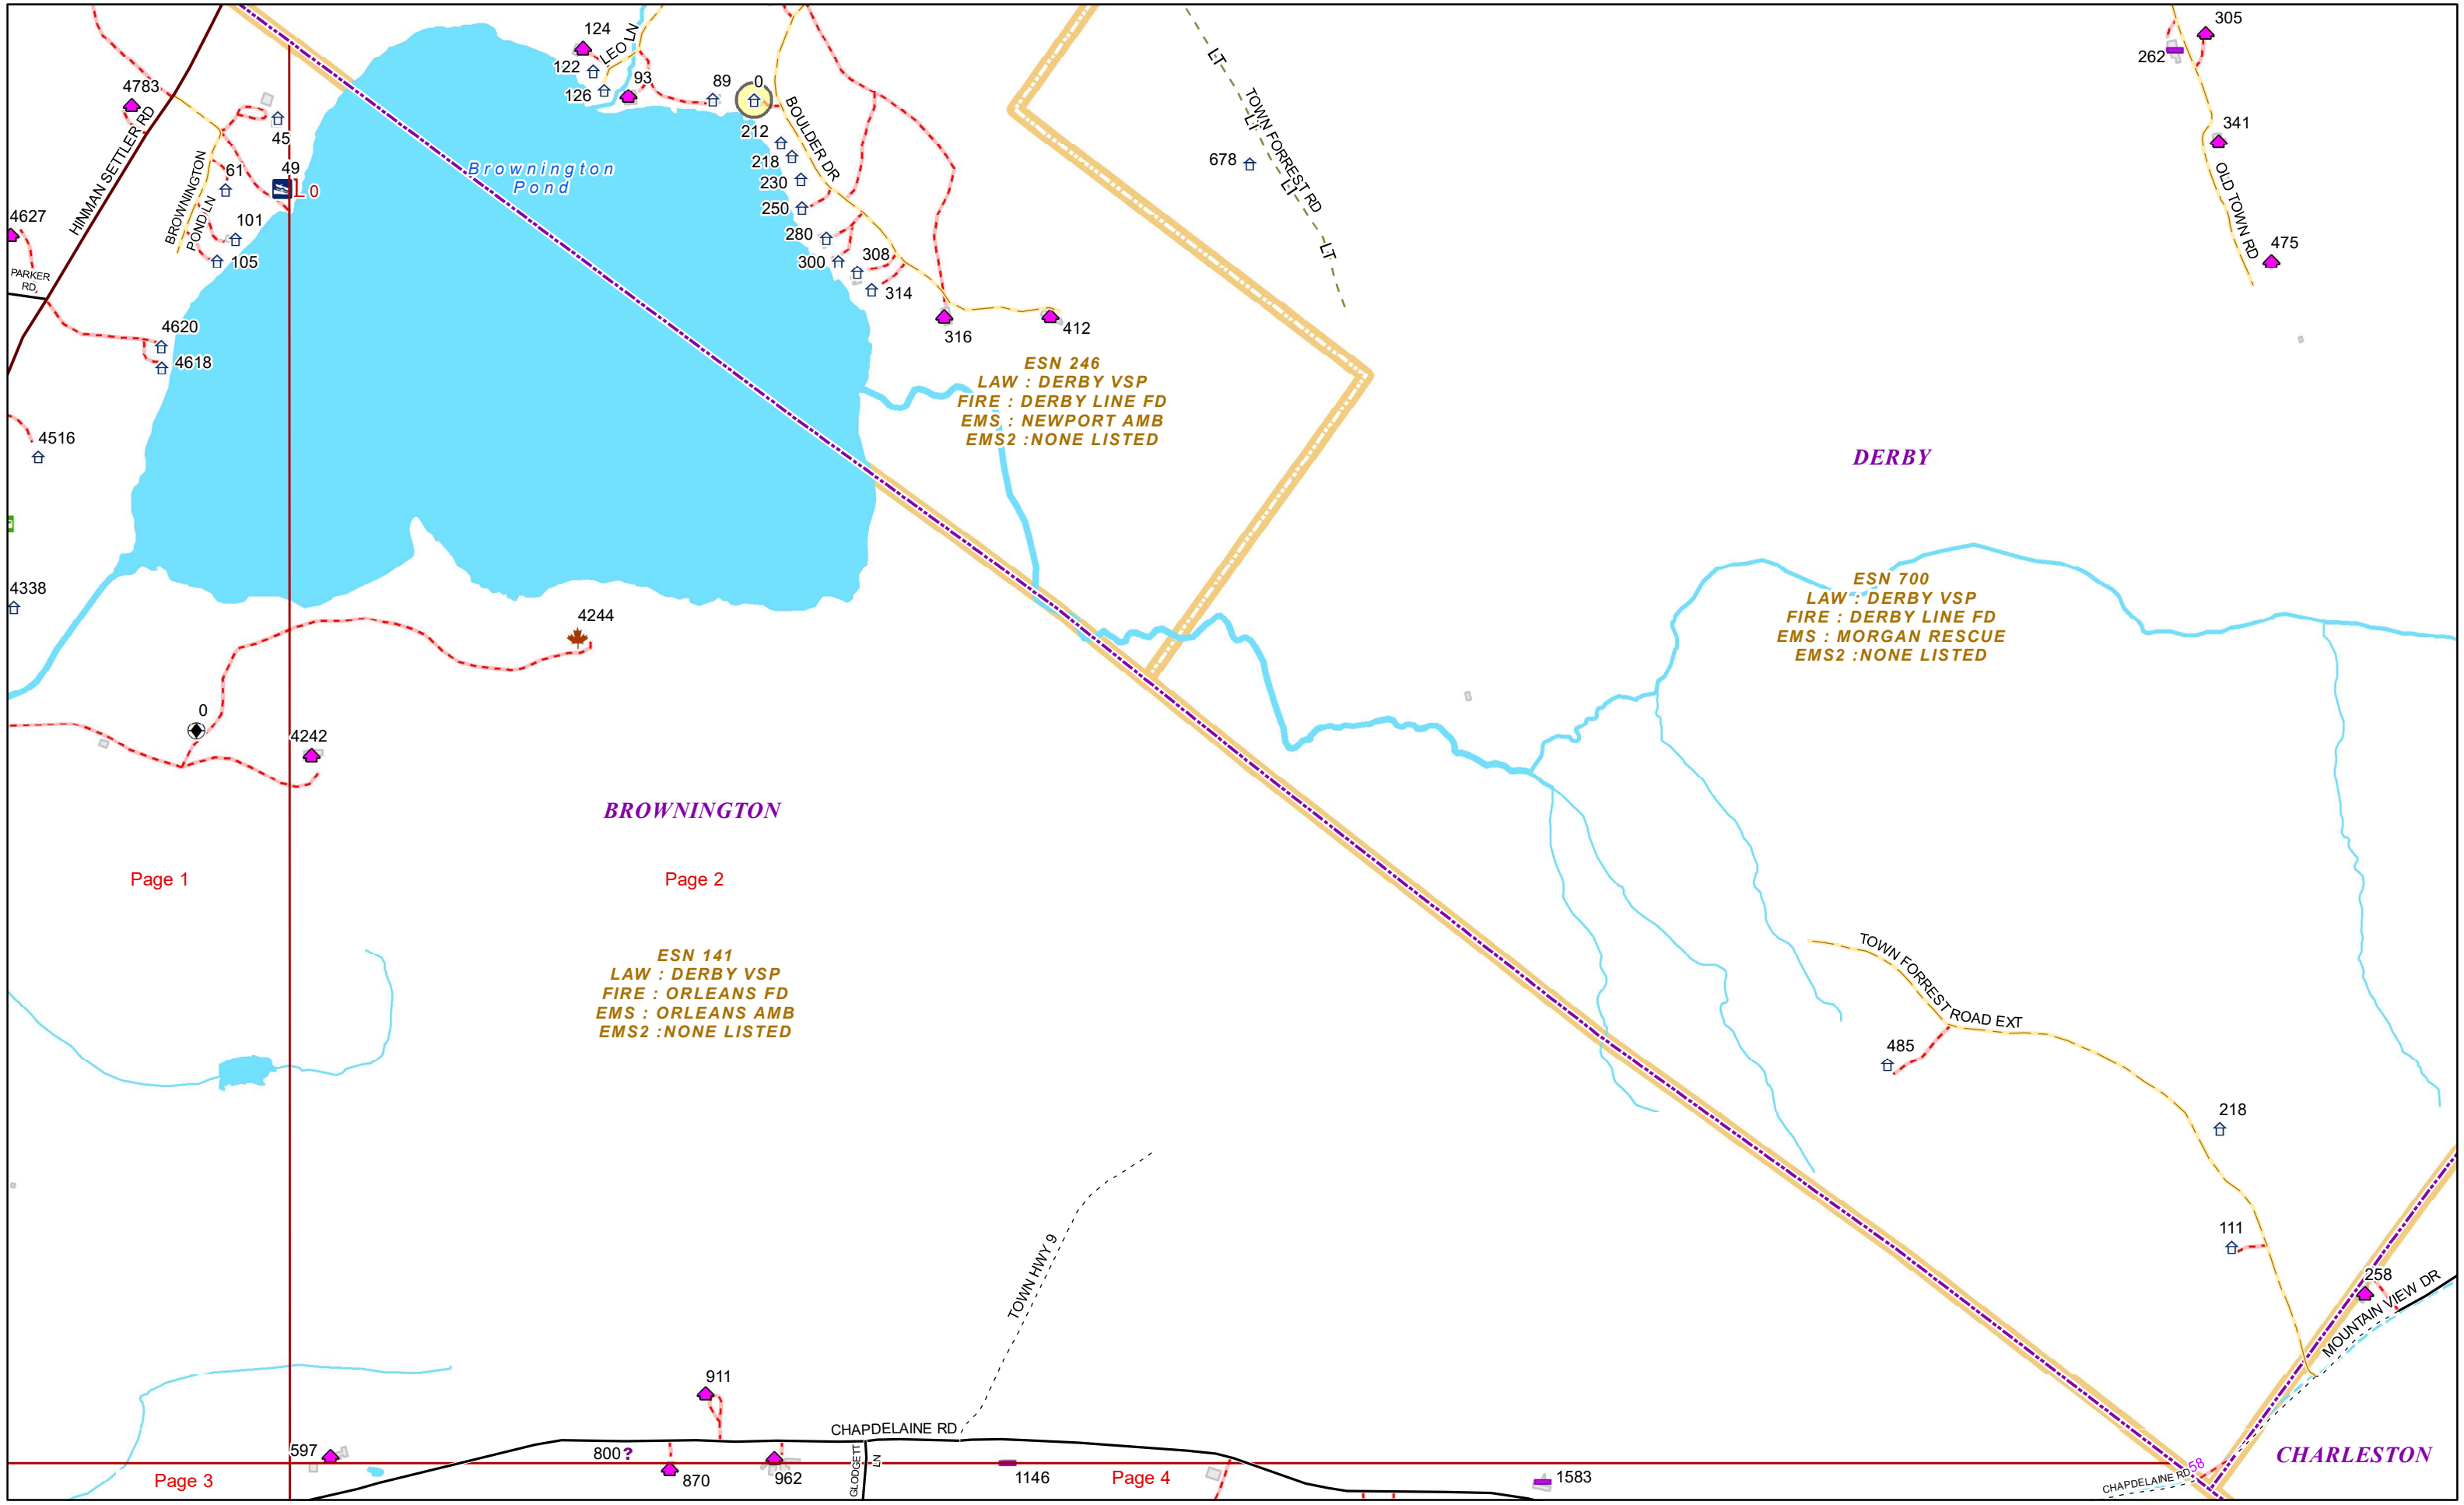 124
LEO LN
122
126
93
89
0
BOULDER DR
212
218
230
250
280
300
308
314
316
412
LT
TOWN FORREST RD
LT
LT
LT
678
305
262
341
OLD TOWN RD
475
4783
HINMAN SETTLER RD
45
49
L 0
61
BROWNINGTON
POND LN
101
105
4627
PARKER
RD
4620
4618
4516
4338
Brownington
Pond
ESN 246
LAW : DERBY VSP
FIRE : DERBY LINE FD
EMS : NEWPORT AMB
EMS2 :NONE LISTED
DERBY
ESN 700
LAW : DERBY VSP
FIRE : DERBY LINE FD
EMS : MORGAN RESCUE
EMS2 :NONE LISTED
4244
0
4242
BROWNINGTON
Page 1
Page 2
ESN 141
LAW : DERBY VSP
FIRE : ORLEANS FD
EMS : ORLEANS AMB
EMS2 :NONE LISTED
TOWN FORREST ROAD EXT
485
218
111
258
MOUNTAIN VIEW DR
TOWN HWY 9
911
CHAPDELAINE RD
597
800 ?
870
962
GLODGETT
LN
1146
Page 3
Page 4
1583
CHAPDELAINE RD
58
CHARLESTON